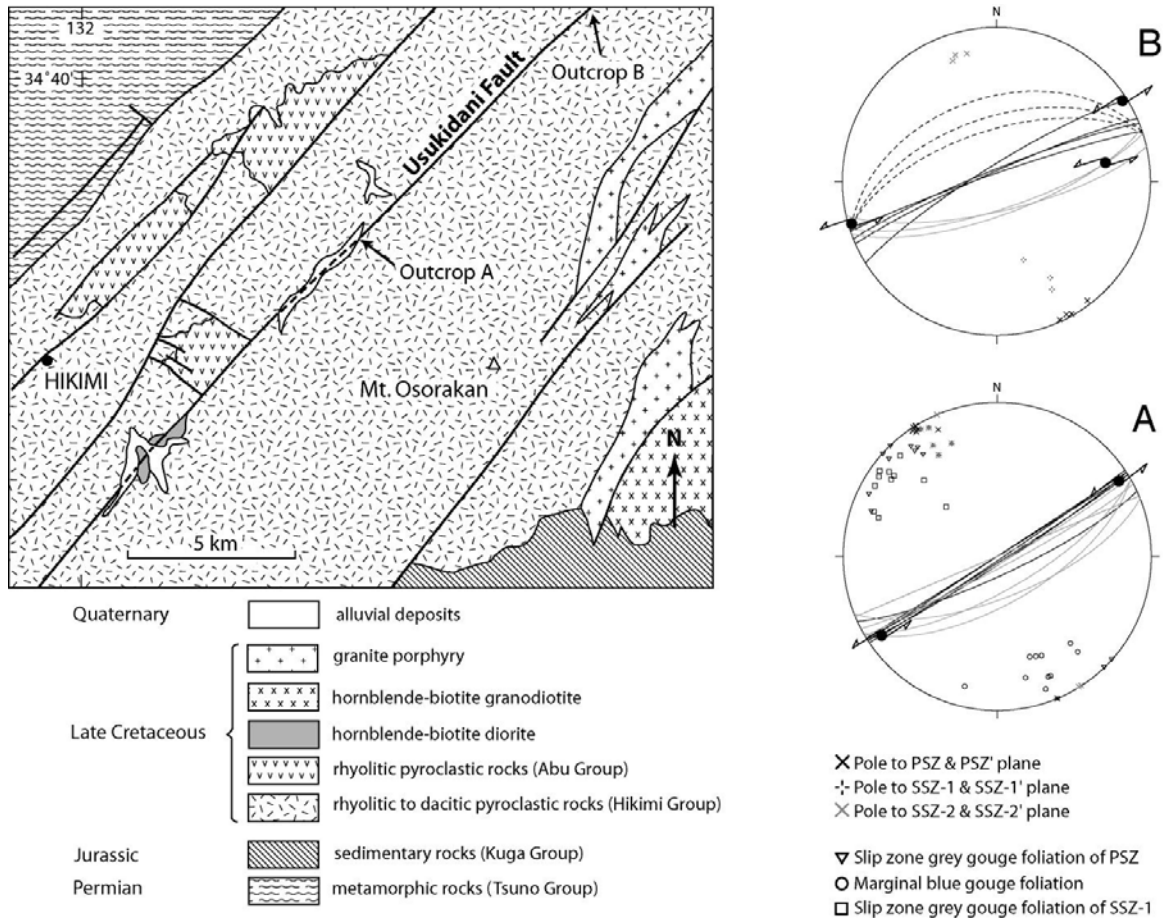 132
34˚ 40'
Outcrop B
Usukidani Fault
Outcrop A
HIKIMI
Mt. Osorakan
N
5 km
Quaternary
alluvial deposits
Late Cretaceous
granite porphyry
hornblende-biotite granodiotite
hornblende-biotite diorite
rhyolitic pyroclastic rocks (Abu Group)
rhyolitic to dacitic pyroclastic rocks (Hikimi Group)
Jurassic
sedimentary rocks (Kuga Group)
Permian
metamorphic rocks (Tsuno Group)
N
B
N
A
Pole to PSZ & PSZ' plane
Pole to SSZ-1 & SSZ-1' plane
Pole to SSZ-2 & SSZ-2' plane
Slip zone grey gouge foliation of PSZ
Marginal blue gouge foliation
Slip zone grey gouge foliation of SSZ-1